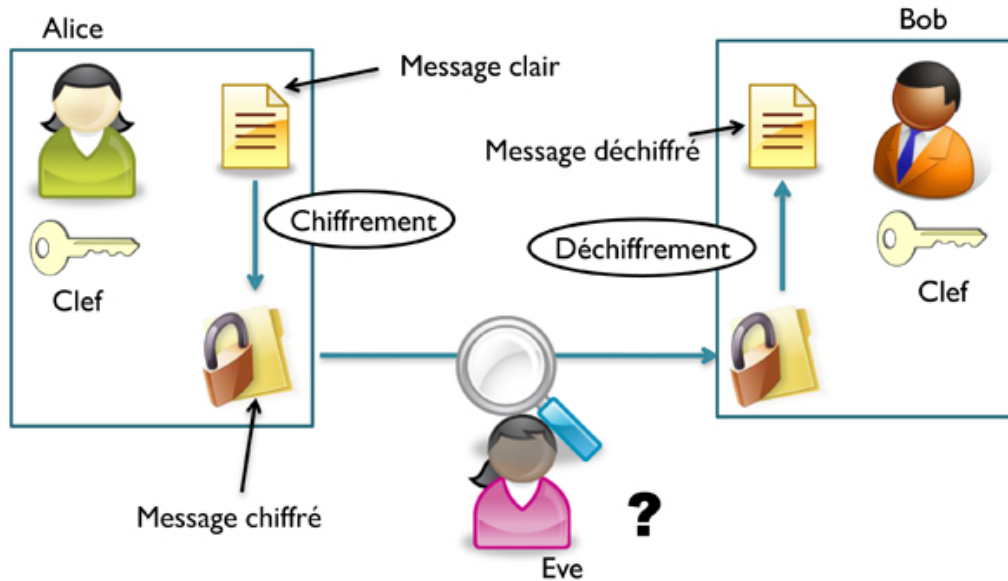 Alice
Bob
Message clair
Message déchiffré
Chiffrement
Déchiffrement
Clef
Clef
Message chiffré
?
Eve